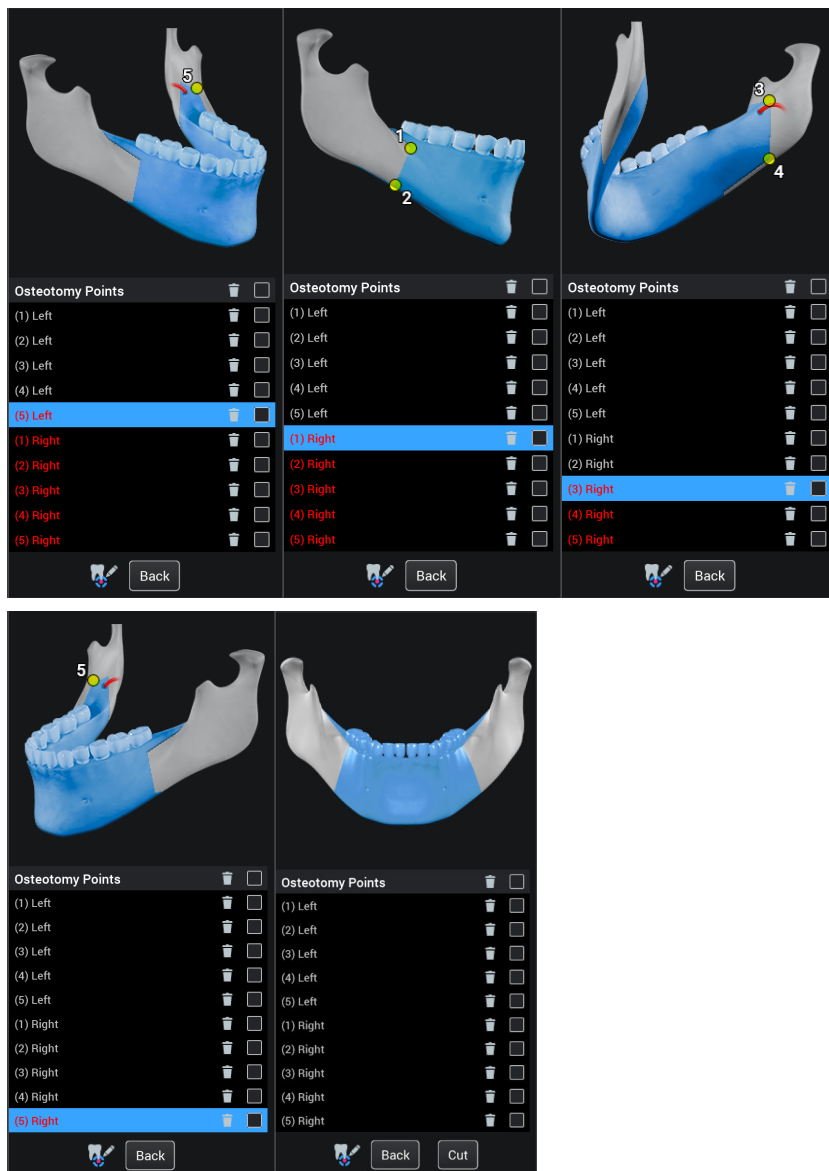 5
Osteotomy Points
(1) Left
(2) Left
(3) Left
(4) Left
(5) Left
(1) Right
(2) Right
(3) Right
(4) Right
(5) Right
Back
1
2
Osteotomy Points
(1) Left
(2) Left
(3) Left
(4) Left
(5) Left
(1) Right
(2) Right
(3) Right
(4) Right
(5) Right
Back
3
4
Osteotomy Points
(1) Left
(2) Left
(3) Left
(4) Left
(5) Left
(1) Right
(2) Right
(3) Right
(4) Right
(5) Right
Back
5
Osteotomy Points
(1) Left
(2) Left
(3) Left
(4) Left
(5) Left
(1) Right
(2) Right
(3) Right
(4) Right
(5) Right
Back
Osteotomy Points
(1) Left
(2) Left
(3) Left
(4) Left
(5) Left
(1) Right
(2) Right
(3) Right
(4) Right
(5) Right
Back Cut